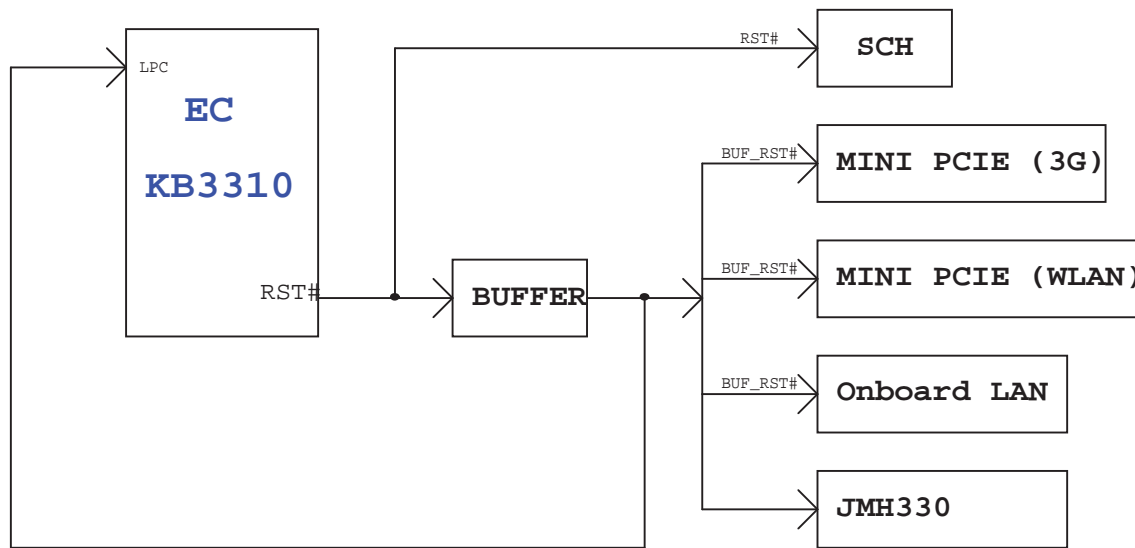 RST#
SCH
LPC
EC
KB3310
BUF_RST#
MINI PCIE (3G)
BUF_RST#
MINI PCIE (WLAN)
RST#
BUFFER
BUF_RST#
Onboard LAN
JMH330